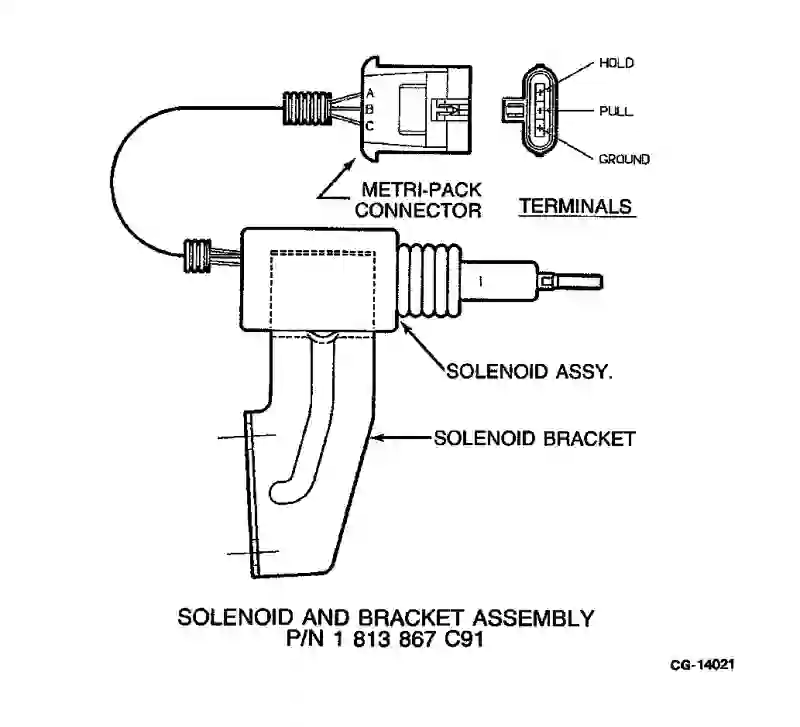 HOLD
PULL
GROUND
A
B
C
METRI-PACK
CONNECTOR
TERMINALS
SOLENOID ASSY.
SOLENOID BRACKET
SOLENOID AND BRACKET ASSEMBLY
P/N 1 813 867 C91
CG-14021